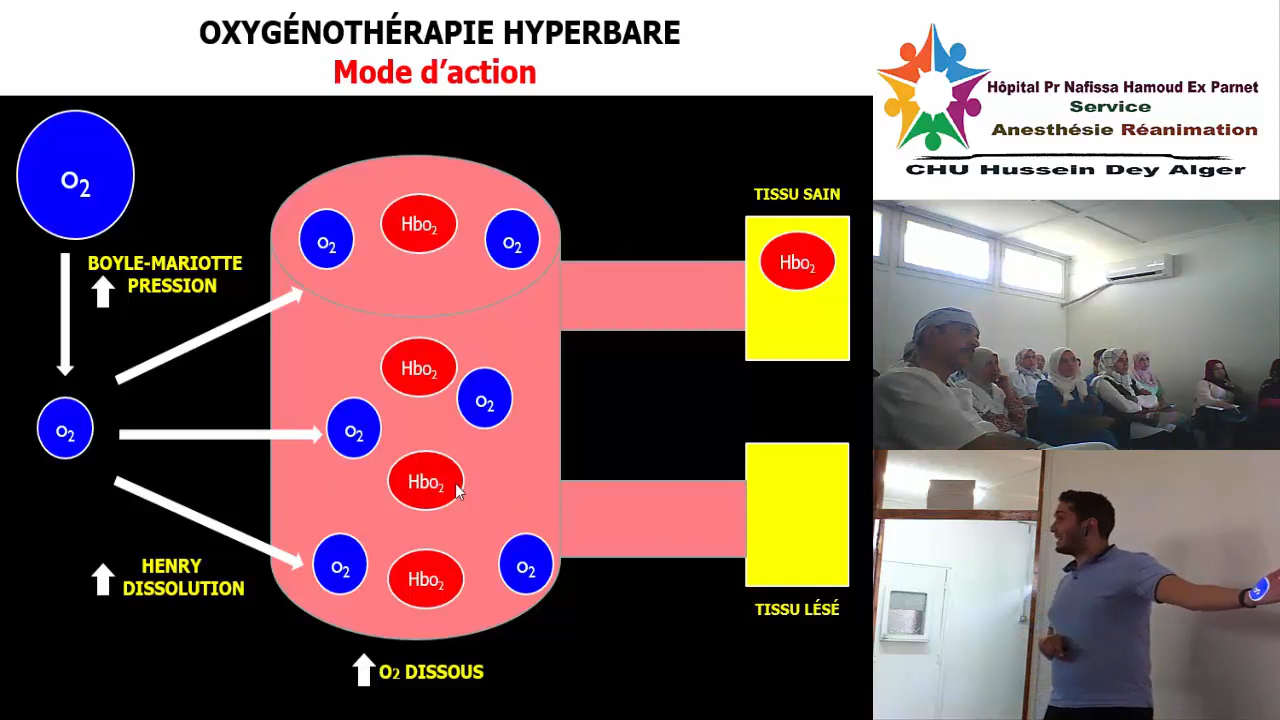 OXYGÉNOTHÉRAPIE HYPERBARE
Mode d'action
Hôpital Pr Nafissa Hamoud Ex Parnet
Service
Anesthésie Réanimation
CHU Hussein Dey Alger
O2
BOYLE-MARIOTTE
PRESSION
O2
HENRY
DISSOLUTION
O2
Hbo2
O2
Hbo2
O2
O2
Hbo2
O2
Hbo2
O2
O2 DISSOUS
TISSU SAIN
Hbo2
TISSU LÉSÉ